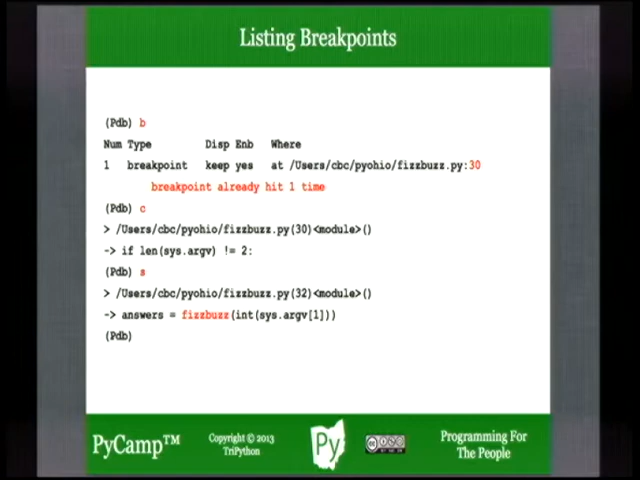 Listing Breakpoints
(Pdb) b
Num Type Disp Enb Where
1 breakpoint keep yes at /Users/cbc/pyohio/fizzbuzz.py:30
breakpoint already hit 1 time
(Pdb) c
> /Users/cbc/pyohio/fizzbuzz.py(30)<module>()
-> if len(sys.argv) != 2:
(Pdb) s
> /Users/cbc/pyohio/fizzbuzz.py(32)<module>()
-> answers = fizzbuzz(int(sys.argv[1]))
(Pdb)
PyCamp™
Copyright © 2013
TriPython
Py
Programming For
The People